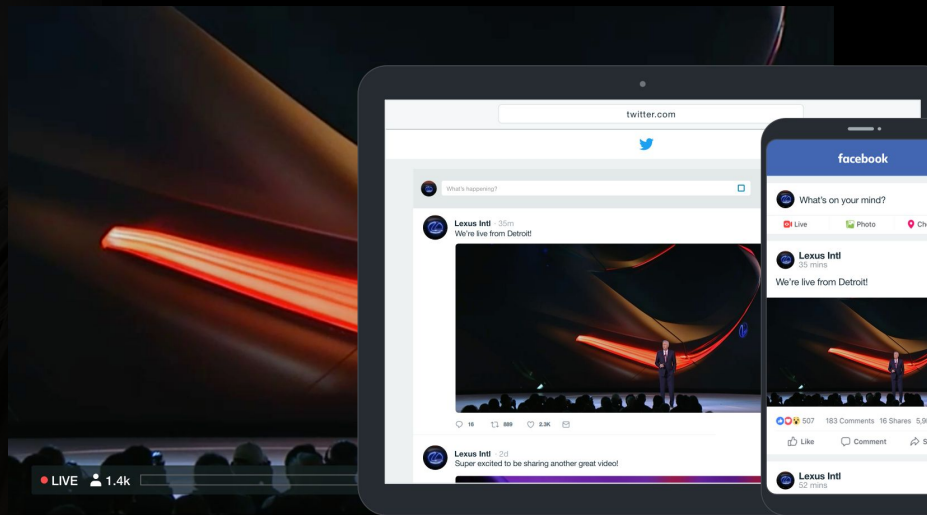 LIVE 1.4k
twitter.com
What's happening?
Lexus Intl · 35m
We're live from Detroit!
16 889 2.3K
Lexus Intl · 2d
Super excited to be sharing another great video!
facebook
What's on your mind?
Live Photo
Lexus Intl
35 mins
We're live from Detroit!
507 183 Comments 16 Shares
Like Comment
Lexus Intl
52 mins